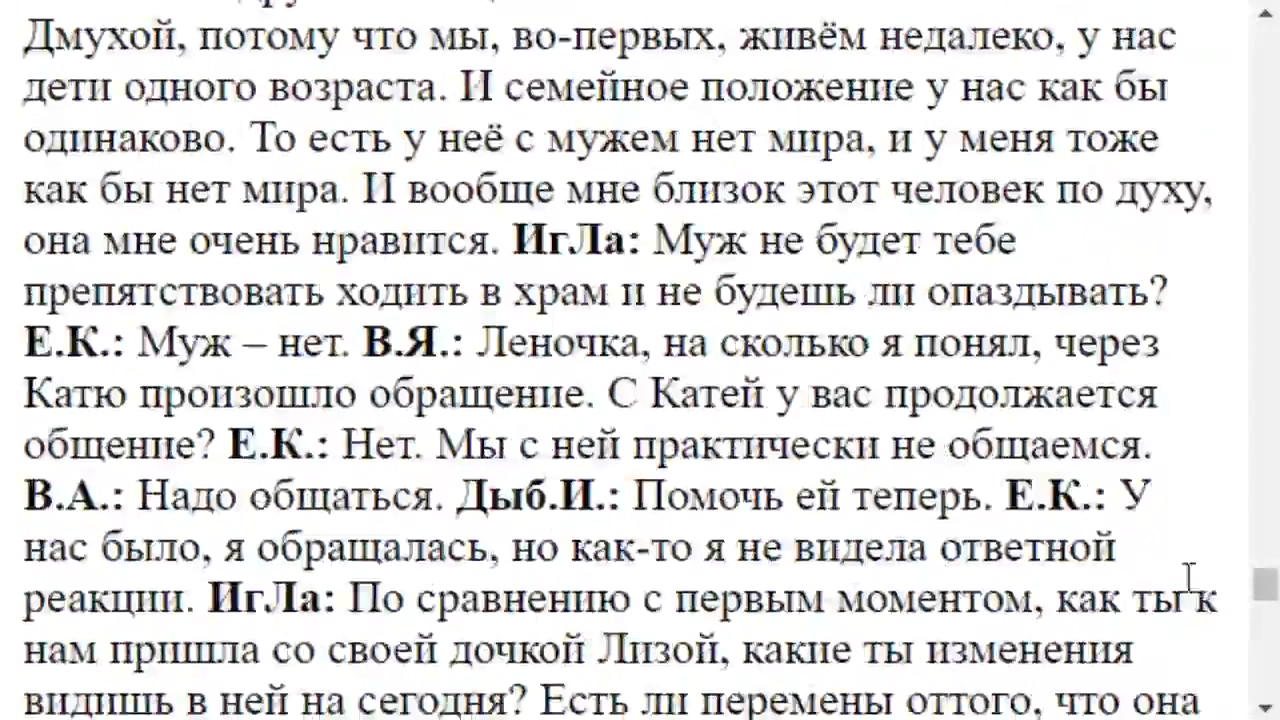 Дмухой, потому что мы, во-первых, живём недалеко, у нас
дети одного возраста. И семейное положение у нас как бы
одинаково. То есть у неё с мужем нет мира, и у меня тоже
как бы нет мира. И вообще мне близок этот человек по духу,
она мне очень нравится. ИгЛа: Муж не будет тебе
препятствовать ходить в храм и не будешь ли опаздывать?
Е.К.: Муж – нет. В.Я.: Леночка, на сколько я понял, через
Катю произошло обращение. С Катей у вас продолжается
общение? Е.К.: Нет. Мы с ней практически не общаемся.
В.А.: Надо общаться. Дыб.И.: Помочь ей теперь. Е.К.: У
нас было, я обращалась, но как-то я не видела ответной
реакции. ИгЛа: По сравнению с первым моментом, как ты к
нам пришла со своей дочкой Лизой, какие ты изменения
видишь в ней на сегодня? Есть ли перемены оттого, что она